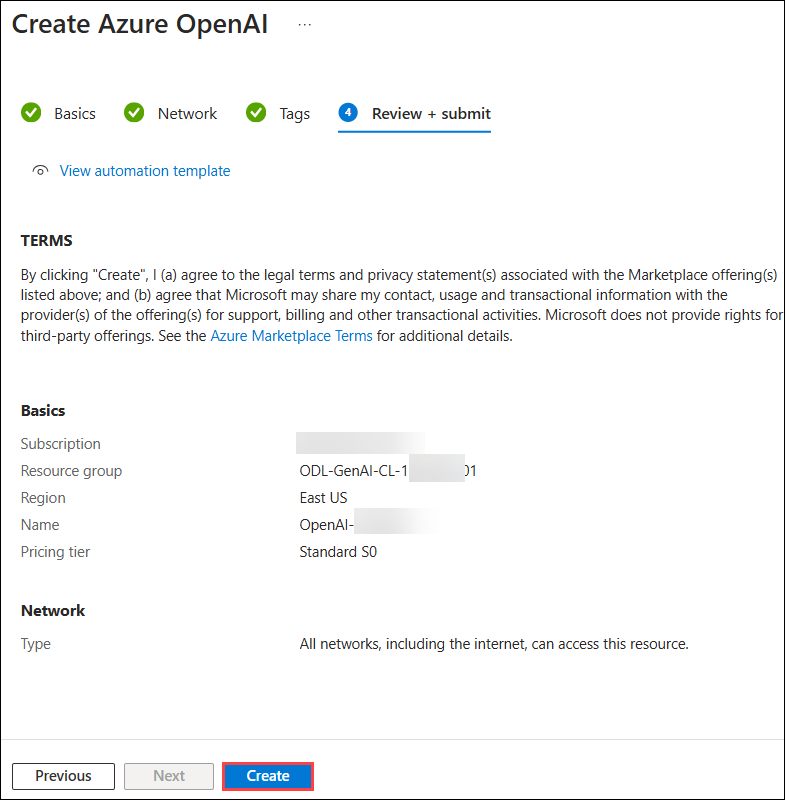 Create Azure OpenAI ...
Basics Network Tags 4 Review + submit
View automation template
TERMS
By clicking "Create", I (a) agree to the legal terms and privacy statement(s) associated with the Marketplace offering(s)
listed above; and (b) agree that Microsoft may share my contact, usage and transactional information with the
provider(s) of the offering(s) for support, billing and other transactional activities. Microsoft does not provide rights for
third-party offerings. See the Azure Marketplace Terms for additional details.
Basics
Subscription
Resource group ODL-GenAI-CL-1 01
Region East US
Name OpenAI-
Pricing tier Standard S0
Network
Type All networks, including the internet, can access this resource.
Previous Next Create